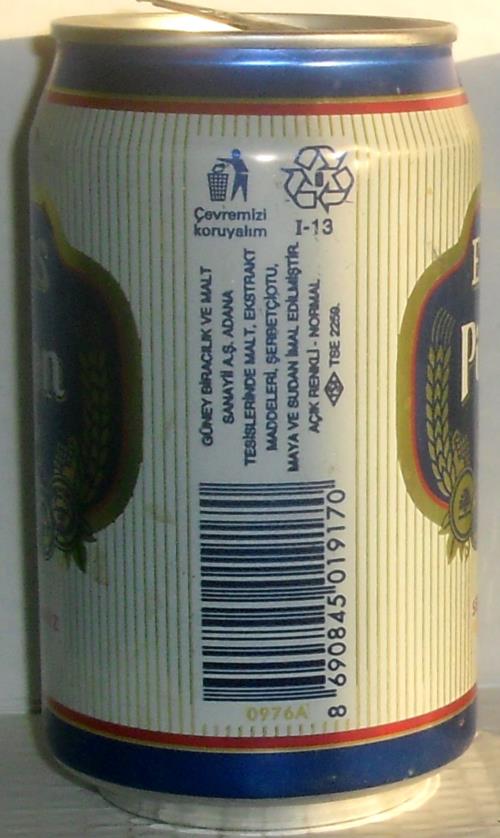 Çevremizi
koruyalım
I-13
GÜNEY BİRACILIK VE MALT
SANAYİİ A.Ş. ADANA
TESİSLERİNDE MALT, EKSTRAKT
MADDELERİ, ŞERBETÇİOTU,
MAYA VE SUDAN İMAL EDİLMİŞTİR.
AÇIK RENKLİ - NORMAL
TSE 2259.
8 690845 019170
0976A